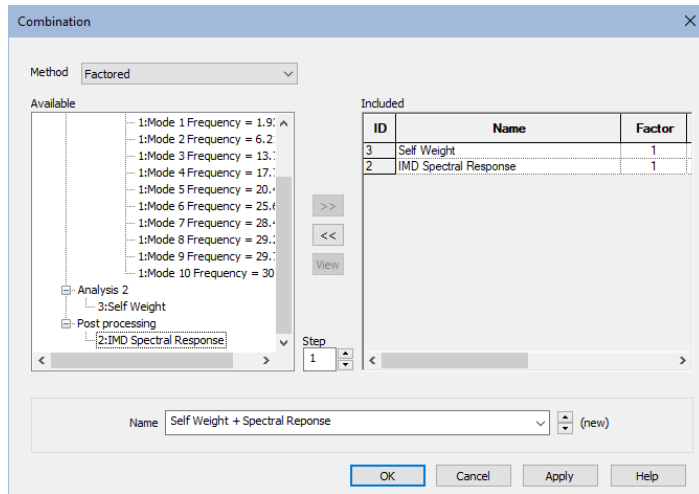 Combination
Method Factored
Available
Included
1:Mode 1 Frequency = 1.9
1:Mode 2 Frequency = 6.2
1:Mode 3 Frequency = 13.
1:Mode 4 Frequency = 17.
1:Mode 5 Frequency = 20.
1:Mode 6 Frequency = 25.
1:Mode 7 Frequency = 28.
1:Mode 8 Frequency = 29.
1:Mode 9 Frequency = 29.
1:Mode 10 Frequency = 30
Analysis 2
3:Self Weight
Post processing
2:IMD Spectral Response
>>
<<
View
Step
1
ID Name Factor
3 Self Weight 1
2 IMD Spectral Response 1
Name Self Weight + Spectral Reponse (new)
OK Cancel Apply Help